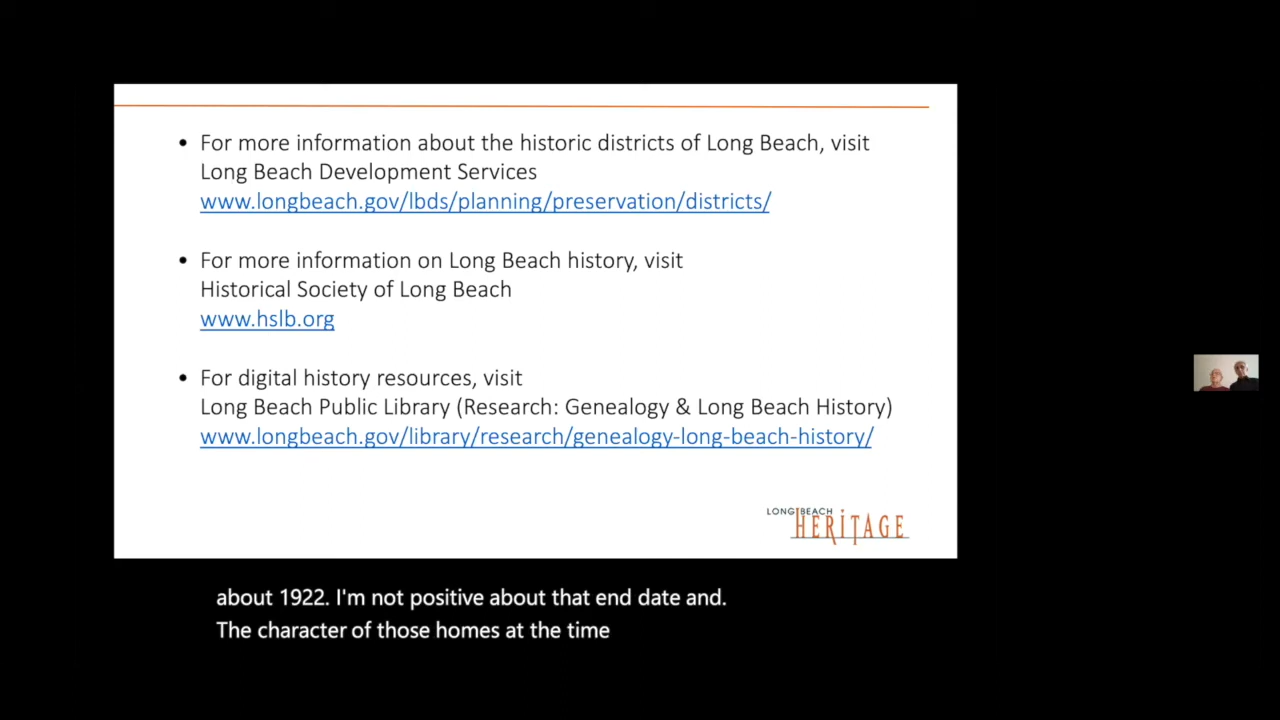 • For more information about the historic districts of Long Beach, visit
Long Beach Development Services
www.longbeach.gov/lbds/planning/preservation/districts/
• For more information on Long Beach history, visit
Historical Society of Long Beach
www.hslb.org
• For digital history resources, visit
Long Beach Public Library (Research: Genealogy & Long Beach History)
www.longbeach.gov/library/research/genealogy-long-beach-history/
LONG BEACH
HERITAGE
about 1922. I'm not positive about that end date and.
The character of those homes at the time